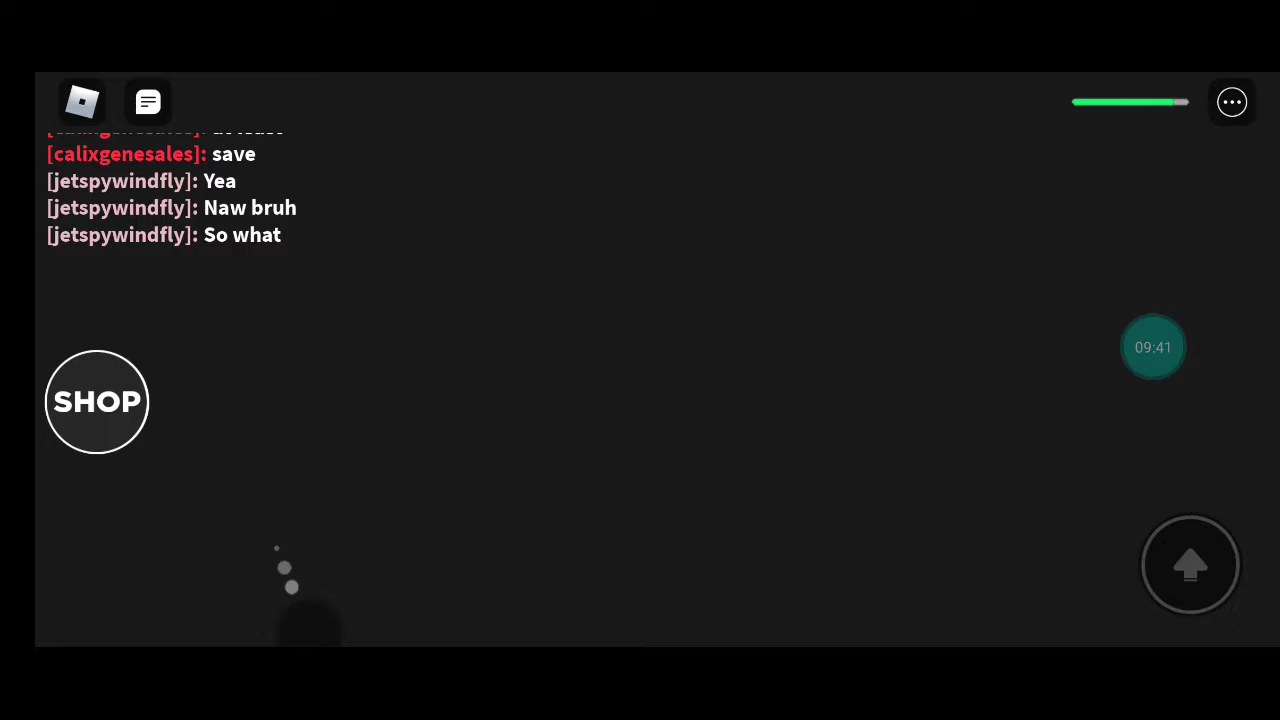 [calixgenesales]: save
[jetspywindfly]: Yea
[jetspywindfly]: Naw bruh
[jetspywindfly]: So what
09:41
SHOP